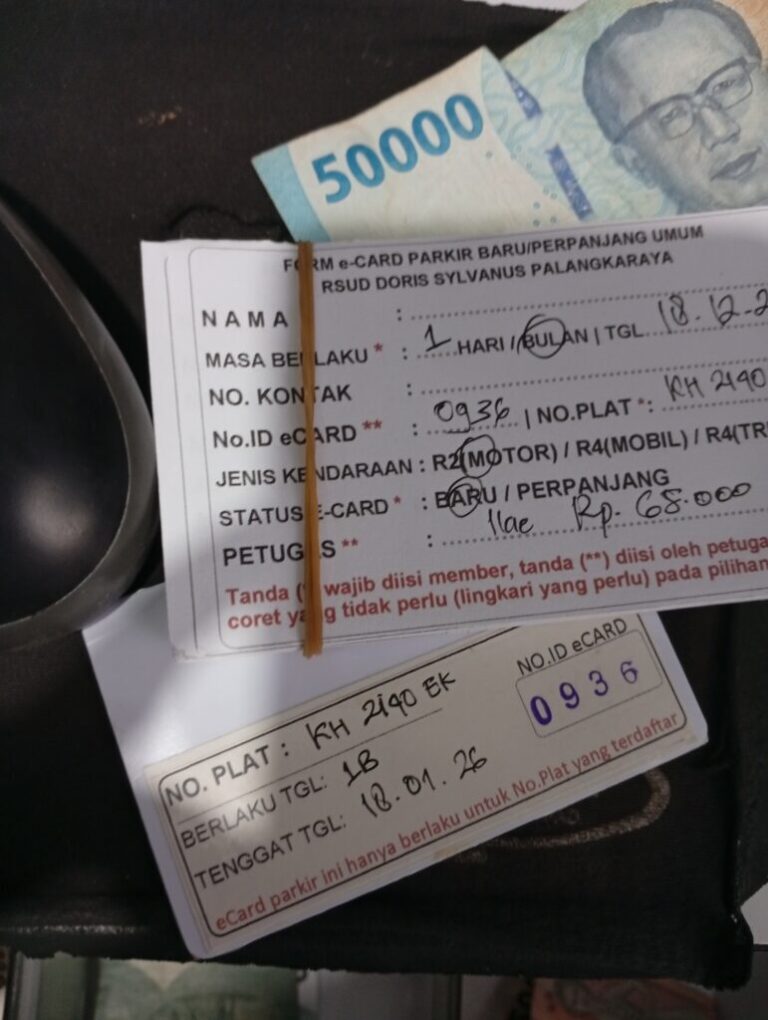 50000
FORM e-CARD PARKIR BARU/PERPANJANG UMUM
RSUD DORIS SYLVANUS PALANGKARAYA
NAMA :
MASA BERLAKU * : 1 HARI / BULAN | TGL 18.12.2
NO. KONTAK :
No.ID eCARD ** : 0936 | NO.PLAT *: KH 2190
JENIS KENDARAAN : R2(MOTOR) / R4(MOBIL) / R4(TR
STATUS E-CARD * : BARU / PERPANJANG
PETUGAS ** : Ilae Rp. 68.000
Tanda (* wajib diisi member, tanda (**) diisi oleh petuga
coret yang tidak perlu (lingkari yang perlu) pada pilihan
NO. PLAT : KH 2190 EK
NO.ID eCARD
0936
BERLAKU TGL: 1B
TENGGAT TGL: 18.01.26
eCard parkir ini hanya berlaku untuk No.Plat yang terdaftar